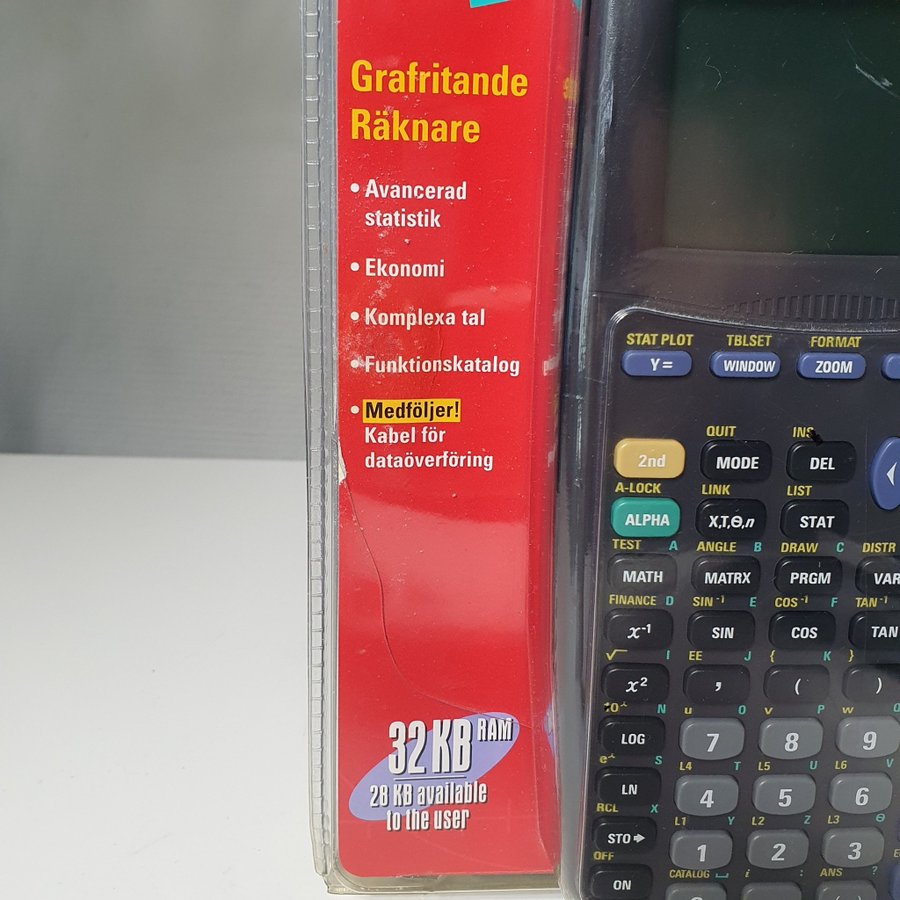 Grafritande
Räknare
• Avancerad
statistik
• Ekonomi
• Komplexa tal
• Funktionskatalog
• Medföljer!
Kabel för
dataöverföring
32 KB RAM
28 KB available
to the user
STAT PLOT TBLSET FORMAT
Y= WINDOW ZOOM
QUIT INS
2nd MODE DEL
A-LOCK LINK LIST
ALPHA X,T,Θ,n STAT
TEST A ANGLE B DRAW C DISTR
MATH MATRX PRGM VAR
FINANCE D SIN⁻¹ E COS⁻¹ F TAN⁻¹
x⁻¹ SIN COS TAN
√ I EE J { K }
x² , ( )
10ˣ N u O v P w
LOG 7 8 9
eˣ S L4 T L5 U L6 V
LN 4 5 6
RCL X L1 Y L2 Z L3 Θ
STO➔ 1 2 3
OFF CATALOG ⎵ i : ANS ?
ON